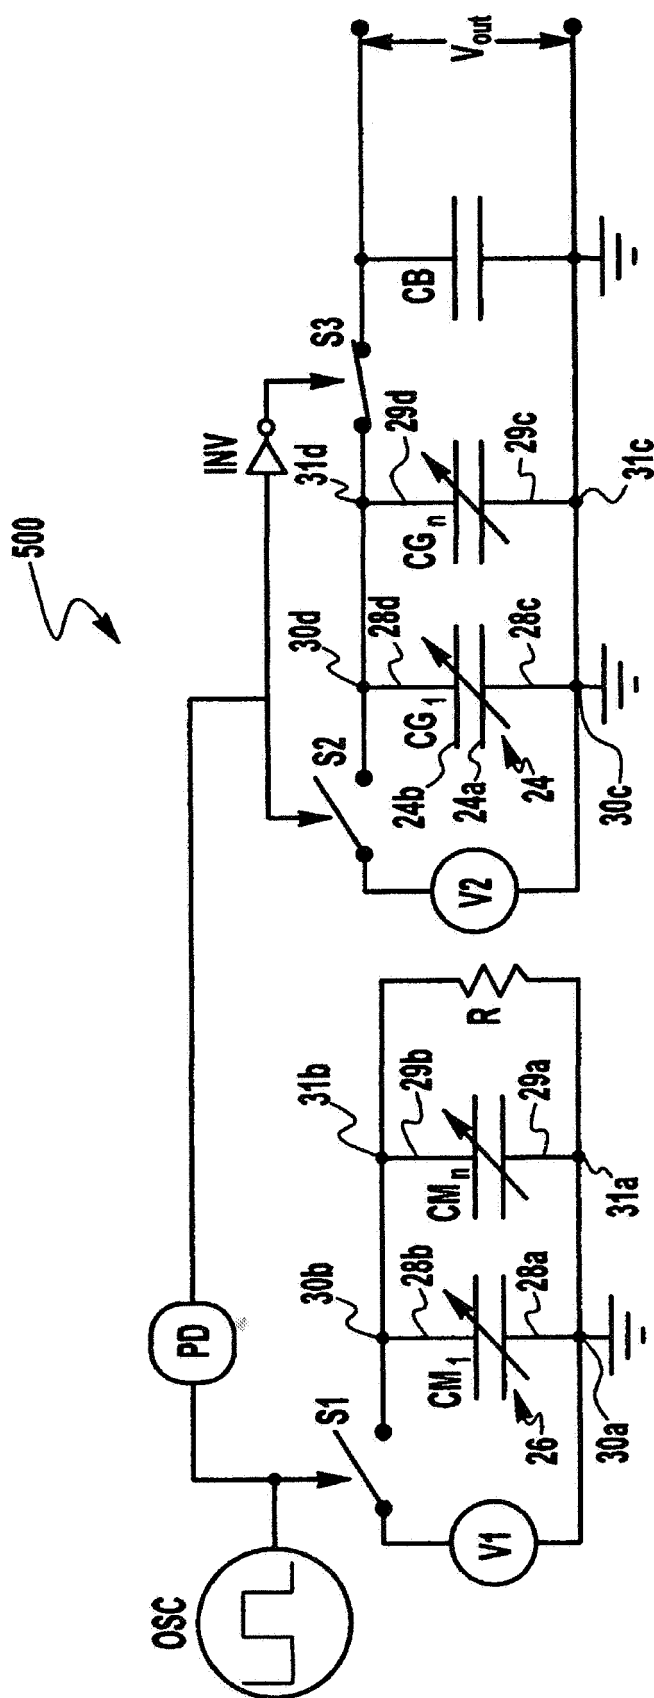 500
OSC
PD
INV
S1
S2
S3
V1
V2
30b
31b
28b
29b
CM1
CMn
28a
29a
26
30a
31a
R
30d
31d
28d
29d
CG1
CGn
24b
24a
24
28c
29c
30c
31c
CB
Vout